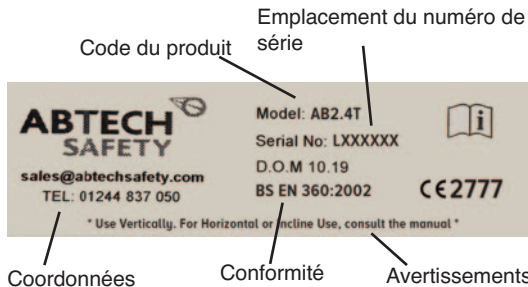 Emplacement du numéro de
série
Code du produit
ABTECH
SAFETY
sales@abtechsafety.com
TEL: 01244 837 050
Model: AB2.4T
Serial No: LXXXXXX
D.O.M 10.19
BS EN 360:2002
i
CE2777
* Use Vertically. For Horizontal or Incline Use, consult the manual *
Coordonnées
Conformité
Avertissements